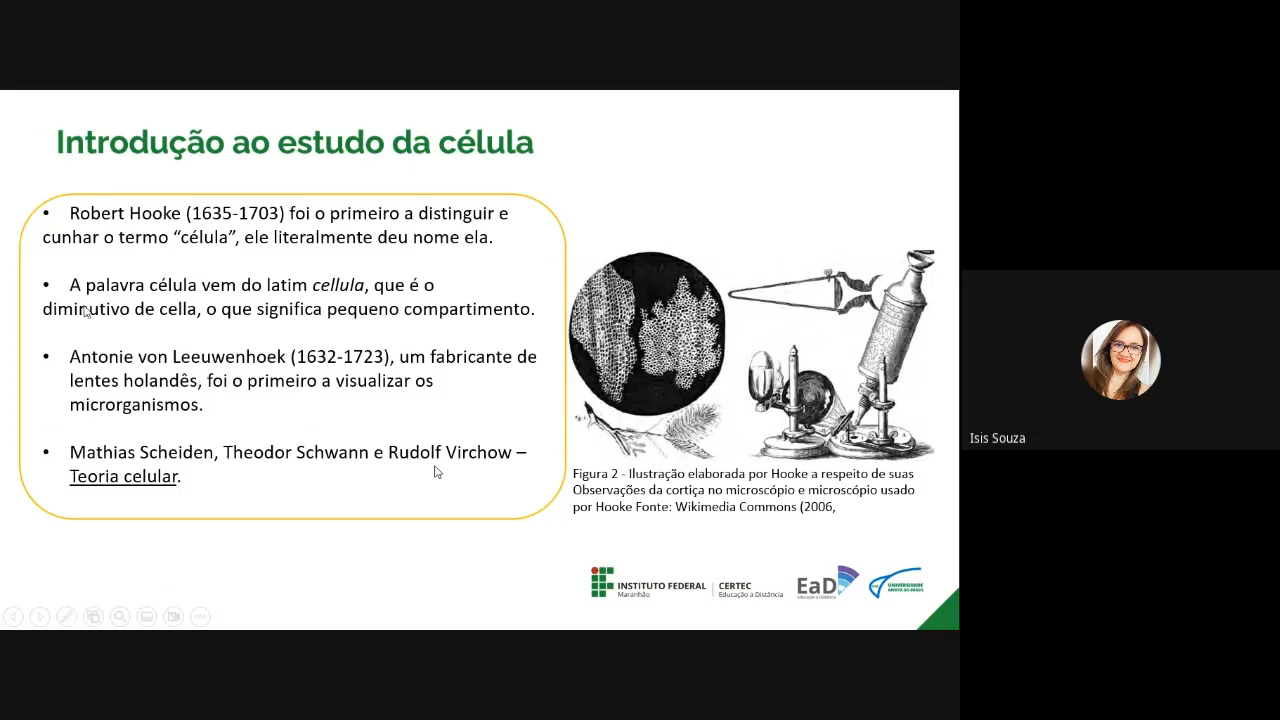 Introdução ao estudo da célula
• Robert Hooke (1635-1703) foi o primeiro a distinguir e
cunhar o termo “célula”, ele literalmente deu nome ela.
• A palavra célula vem do latim cellula, que é o
diminutivo de cella, o que significa pequeno compartimento.
• Antonie von Leeuwenhoek (1632-1723), um fabricante de
lentes holandês, foi o primeiro a visualizar os
microrganismos.
• Mathias Scheiden, Theodor Schwann e Rudolf Virchow –
Teoria celular.
Figura 2 - Ilustração elaborada por Hooke a respeito de suas
Observações da cortiça no microscópio e microscópio usado
por Hooke Fonte: Wikimedia Commons (2006,
INSTITUTO FEDERAL
Maranhão
CERTEC
Educação a Distância
EaD
Educação a Distância
UNIVERSIDADE
ABERTA DO BRASIL
Isis Souza